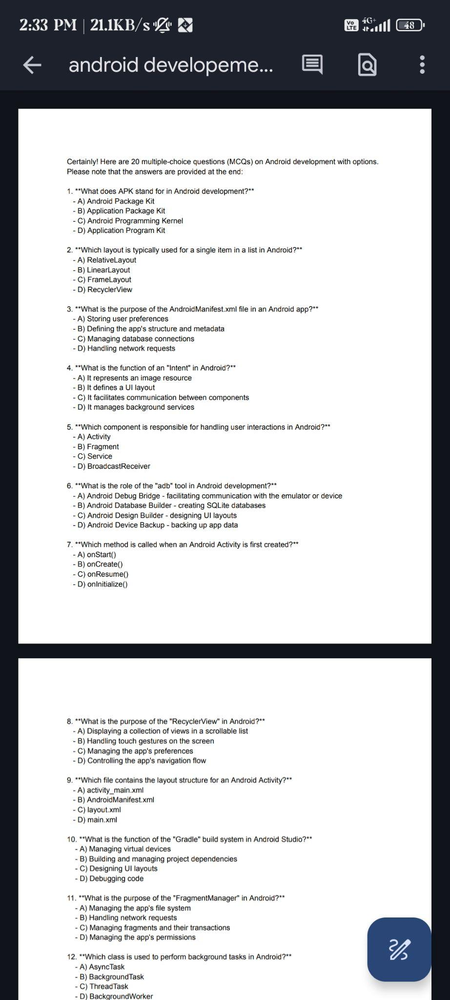 2:33 PM | 21.1KB/s
Vo LTE 4G+ 48
android developeme...
Certainly! Here are 20 multiple-choice questions (MCQs) on Android development with options.
Please note that the answers are provided at the end:
1. **What does APK stand for in Android development?**
- A) Android Package Kit
- B) Application Package Kit
- C) Android Programming Kernel
- D) Application Program Kit
2. **Which layout is typically used for a single item in a list in Android?**
- A) RelativeLayout
- B) LinearLayout
- C) FrameLayout
- D) RecyclerView
3. **What is the purpose of the AndroidManifest.xml file in an Android app?**
- A) Storing user preferences
- B) Defining the app's structure and metadata
- C) Managing database connections
- D) Handling network requests
4. **What is the function of an "Intent" in Android?**
- A) It represents an image resource
- B) It defines a UI layout
- C) It facilitates communication between components
- D) It manages background services
5. **Which component is responsible for handling user interactions in Android?**
- A) Activity
- B) Fragment
- C) Service
- D) BroadcastReceiver
6. **What is the role of the "adb" tool in Android development?**
- A) Android Debug Bridge - facilitating communication with the emulator or device
- B) Android Database Builder - creating SQLite databases
- C) Android Design Builder - designing UI layouts
- D) Android Device Backup - backing up app data
7. **Which method is called when an Android Activity is first created?**
- A) onStart()
- B) onCreate()
- C) onResume()
- D) onInitialize()
8. **What is the purpose of the "RecyclerView" in Android?**
- A) Displaying a collection of views in a scrollable list
- B) Handling touch gestures on the screen
- C) Managing the app's preferences
- D) Controlling the app's navigation flow
9. **Which file contains the layout structure for an Android Activity?**
- A) activity_main.xml
- B) AndroidManifest.xml
- C) layout.xml
- D) main.xml
10. **What is the function of the "Gradle" build system in Android Studio?**
- A) Managing virtual devices
- B) Building and managing project dependencies
- C) Designing UI layouts
- D) Debugging code
11. **What is the purpose of the "FragmentManager" in Android?**
- A) Managing the app's file system
- B) Handling network requests
- C) Managing fragments and their transactions
- D) Managing the app's permissions
12. **Which class is used to perform background tasks in Android?**
- A) AsyncTask
- B) BackgroundTask
- C) ThreadTask
- D) BackgroundWorker